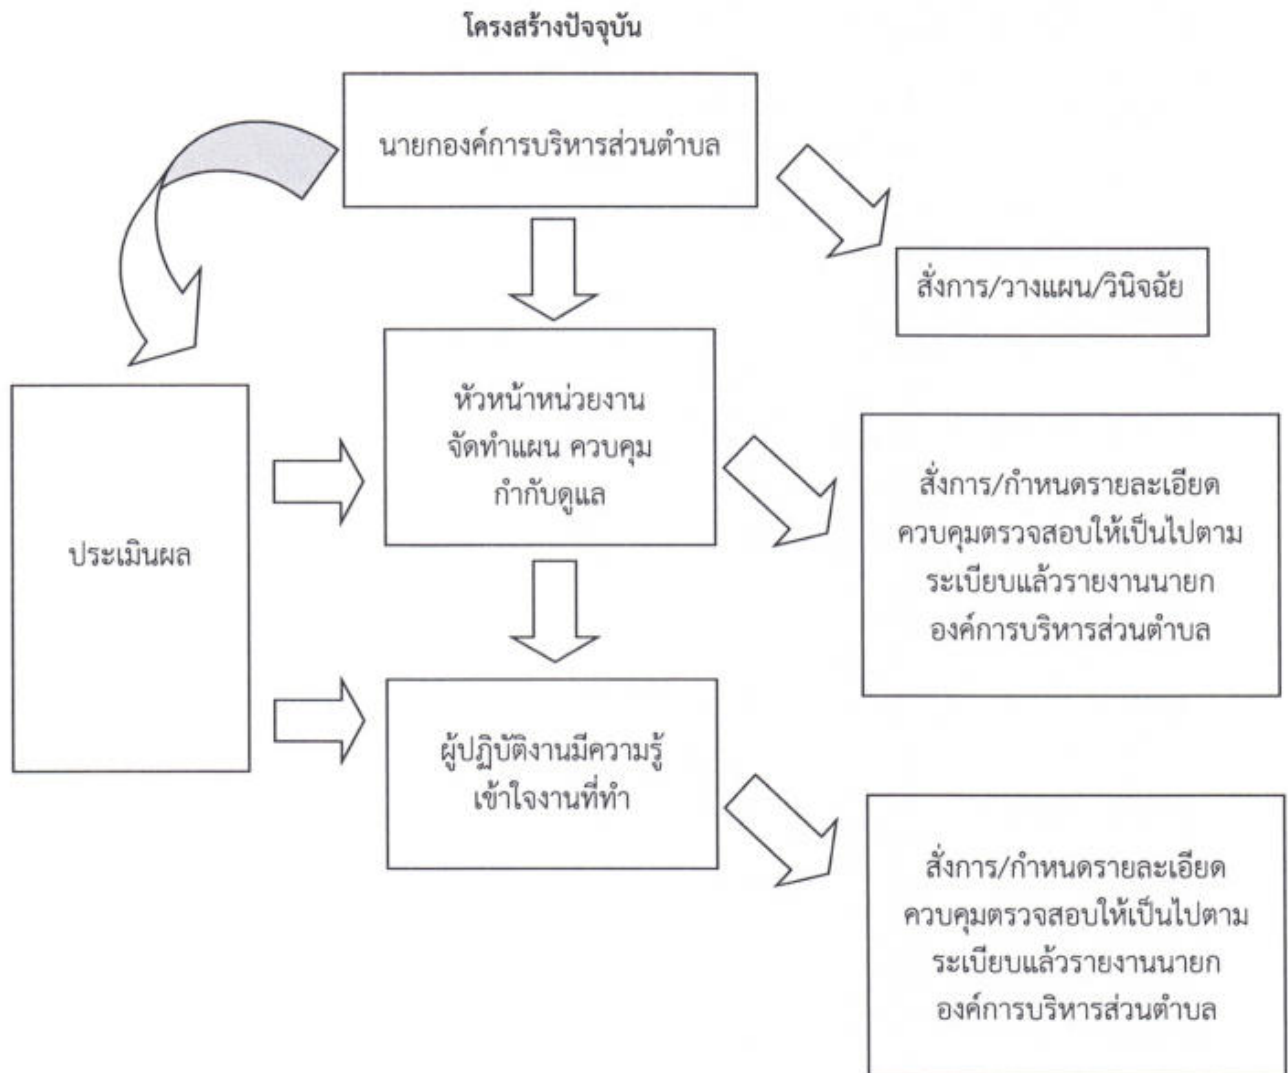 โครงสร้างปัจจุบัน
นายกองค์การบริหารส่วนตำบล
สั่งการ/วางแผน/วินิจฉัย
หัวหน้าหน่วยงาน
จัดทำแผน ควบคุม
กำกับดูแล
สั่งการ/กำหนดรายละเอียด
ควบคุมตรวจสอบให้เป็นไปตาม
ระเบียบแล้วรายงานนายก
องค์การบริหารส่วนตำบล
ประเมินผล
ผู้ปฏิบัติงานมีความรู้
เข้าใจงานที่ทำ
สั่งการ/กำหนดรายละเอียด
ควบคุมตรวจสอบให้เป็นไปตาม
ระเบียบแล้วรายงานนายก
องค์การบริหารส่วนตำบล